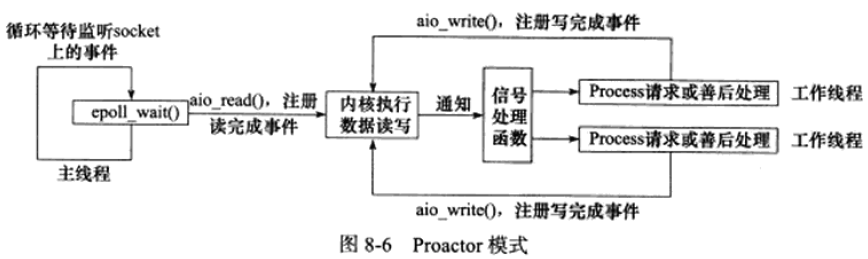 aio_write(),注册写完成事件
循环等待监听socket
上的事件
epoll_wait()
主线程
aio_read(),注册
读完成事件
内核执行
数据读写
通知
信号
处理
函数
Process请求或善后处理
工作线程
Process请求或善后处理
工作线程
aio_write(),注册写完成事件
图 8-6 Proactor 模式